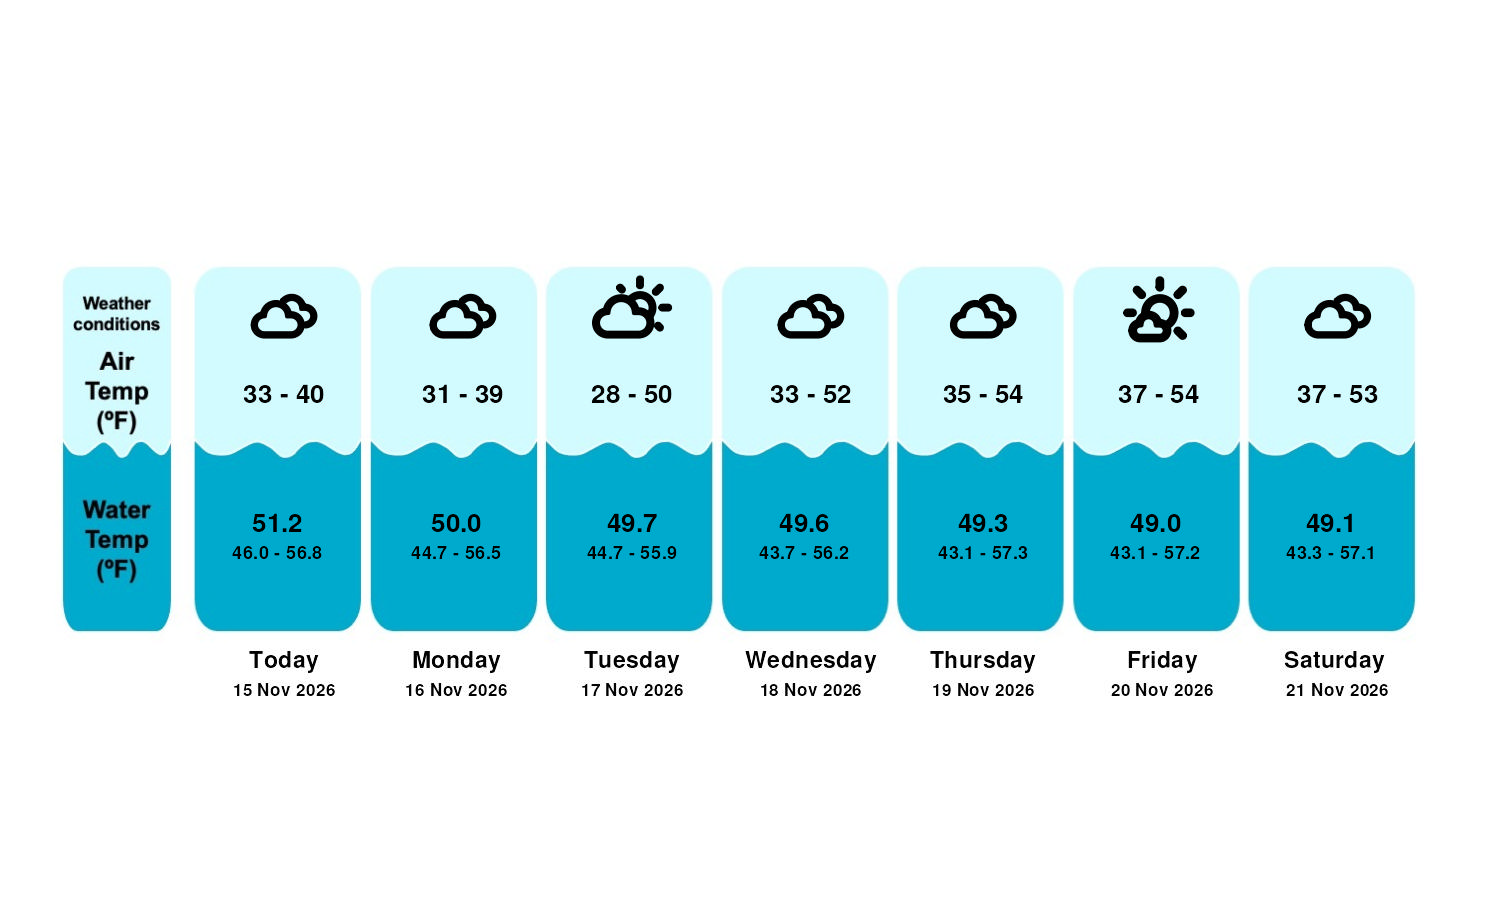 Weather
conditions
Air
Temp
(ºF)
Water
Temp
(ºF)
33 - 40
51.2
46.0 - 56.8
Today
15 Nov 2026
31 - 39
50.0
44.7 - 56.5
Monday
16 Nov 2026
28 - 50
49.7
44.7 - 55.9
Tuesday
17 Nov 2026
33 - 52
49.6
43.7 - 56.2
Wednesday
18 Nov 2026
35 - 54
49.3
43.1 - 57.3
Thursday
19 Nov 2026
37 - 54
49.0
43.1 - 57.2
Friday
20 Nov 2026
37 - 53
49.1
43.3 - 57.1
Saturday
21 Nov 2026